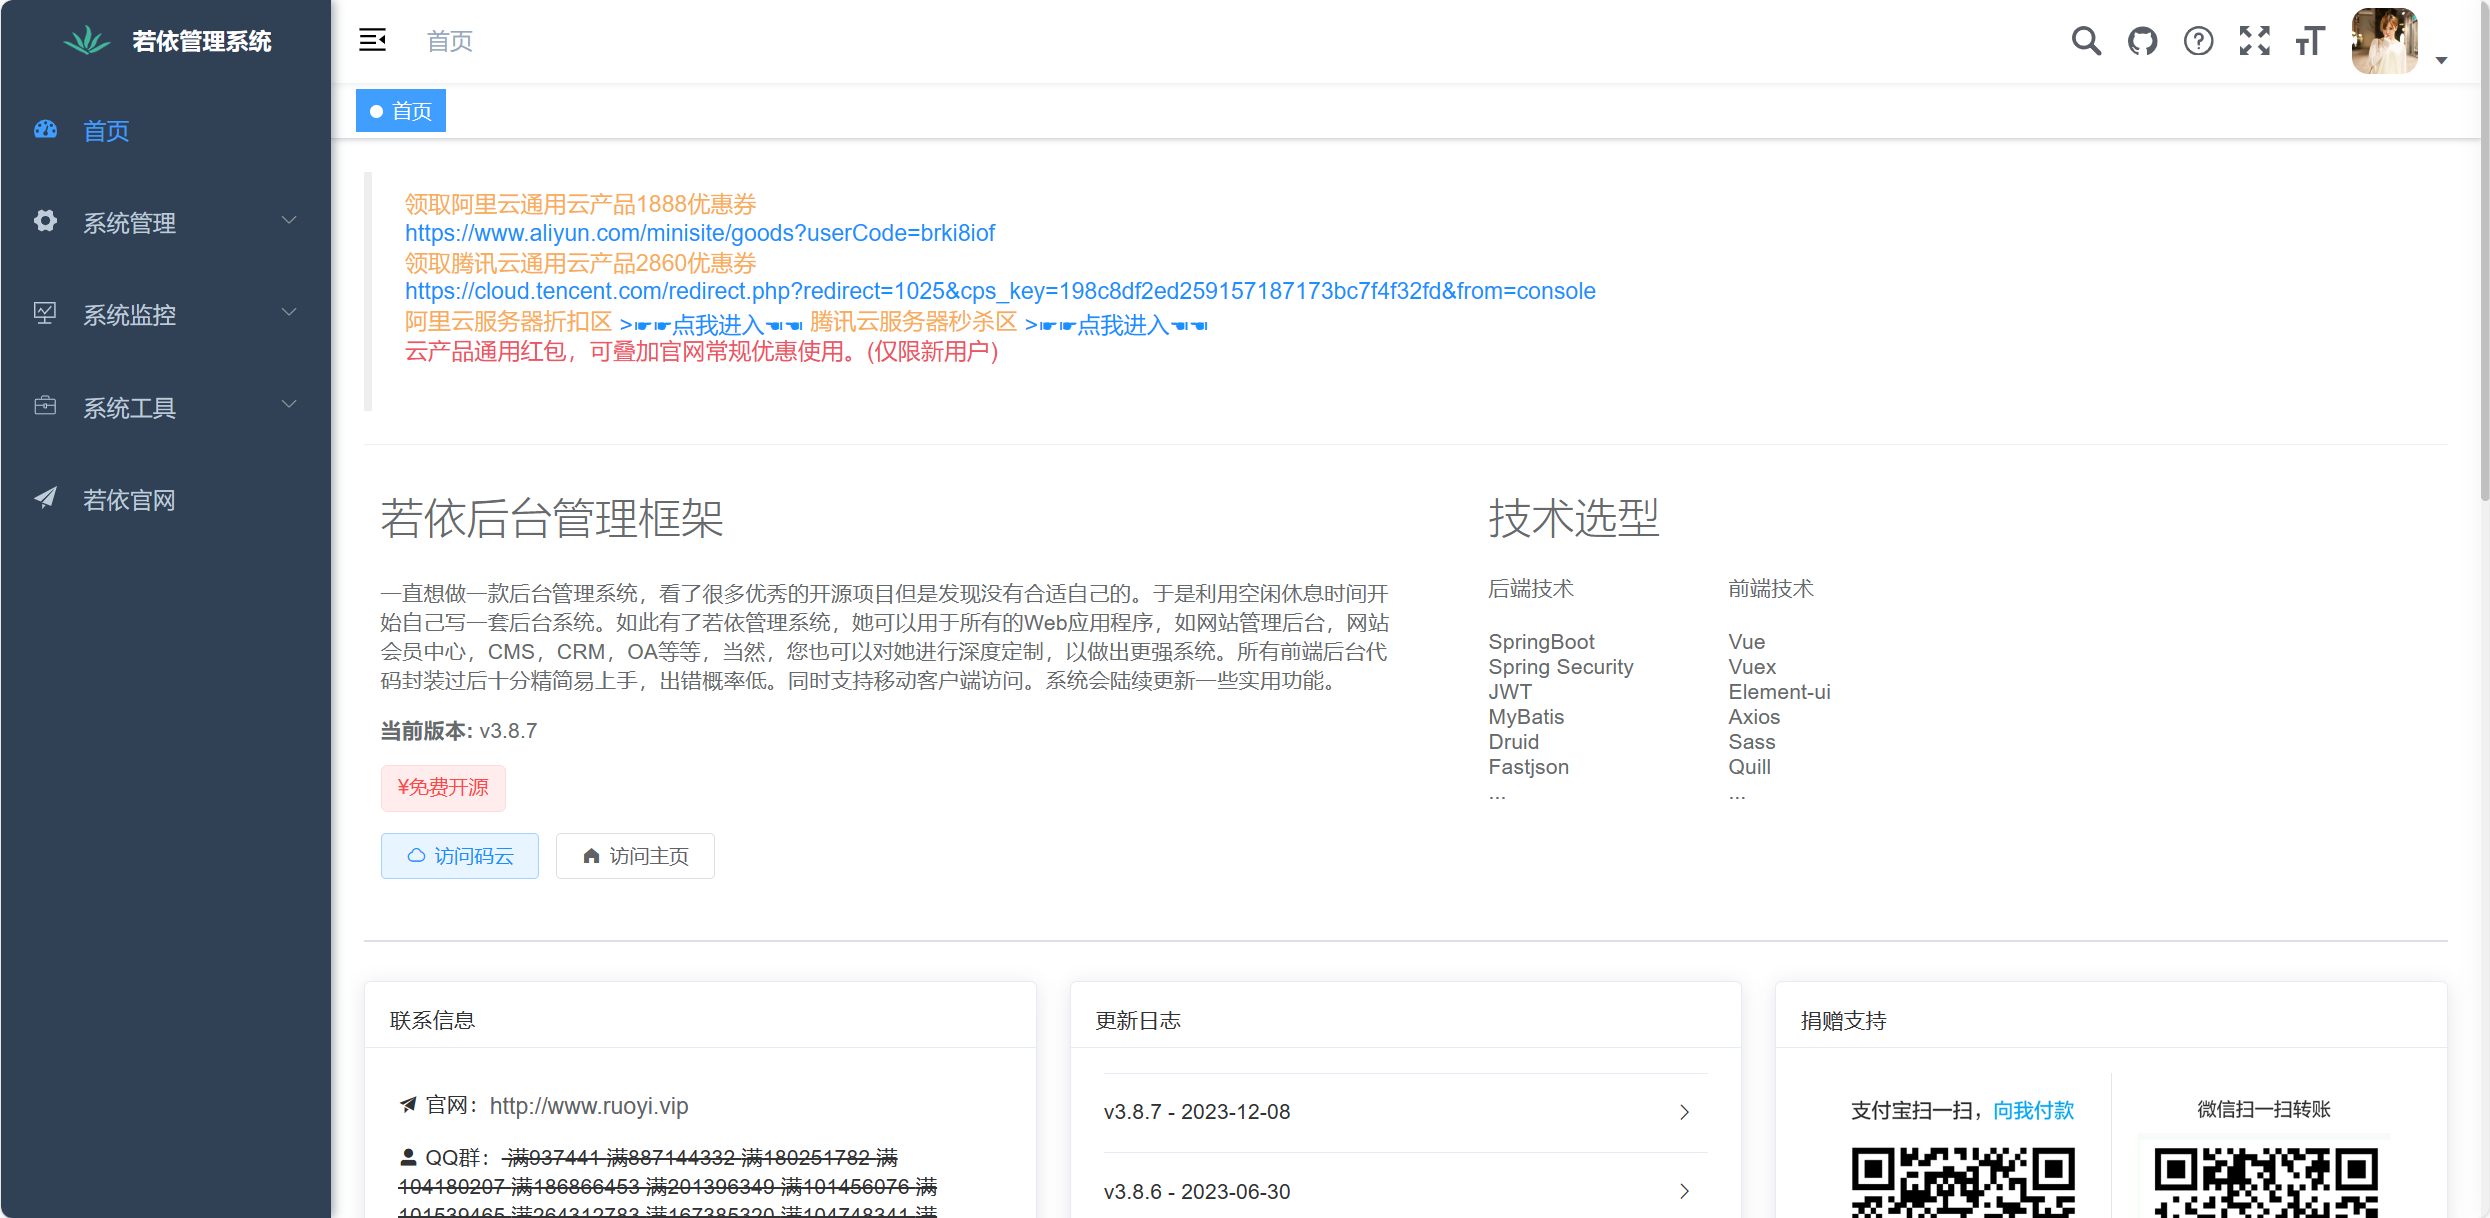 若依管理系统
首页
系统管理
系统监控
系统工具
若依官网
首页
首页
领取阿里云通用云产品1888优惠券
https://www.aliyun.com/minisite/goods?userCode=brki8iof
领取腾讯云通用云产品2860优惠券
https://cloud.tencent.com/redirect.php?redirect=1025&cps_key=198c8df2ed259157187173bc7f4f32fd&from=console
阿里云服务器折扣区 >☛☛点我进入☚☚ 腾讯云服务器秒杀区 >☛☛点我进入☚☚
云产品通用红包，可叠加官网常规优惠使用。(仅限新用户)
若依后台管理框架
一直想做一款后台管理系统，看了很多优秀的开源项目但是发现没有合适自己的。于是利用空闲休息时间开
始自己写一套后台系统。如此有了若依管理系统，她可以用于所有的Web应用程序，如网站管理后台，网站
会员中心，CMS，CRM，OA等等，当然，您也可以对她进行深度定制，以做出更强系统。所有前端后台代
码封装过后十分精简易上手，出错概率低。同时支持移动客户端访问。系统会陆续更新一些实用功能。
当前版本: v3.8.7
¥免费开源
访问码云
访问主页
技术选型
后端技术
SpringBoot
Spring Security
JWT
MyBatis
Druid
Fastjson
...
前端技术
Vue
Vuex
Element-ui
Axios
Sass
Quill
...
联系信息
官网：http://www.ruoyi.vip
QQ群： 满937441 满887144332 满180251782 满
104180207 满186866453 满201396349 满101456076 满
101539465 满264312783 满167385320 满104748341 满
更新日志
v3.8.7 - 2023-12-08
v3.8.6 - 2023-06-30
捐赠支持
支付宝扫一扫，向我付款
微信扫一扫转账